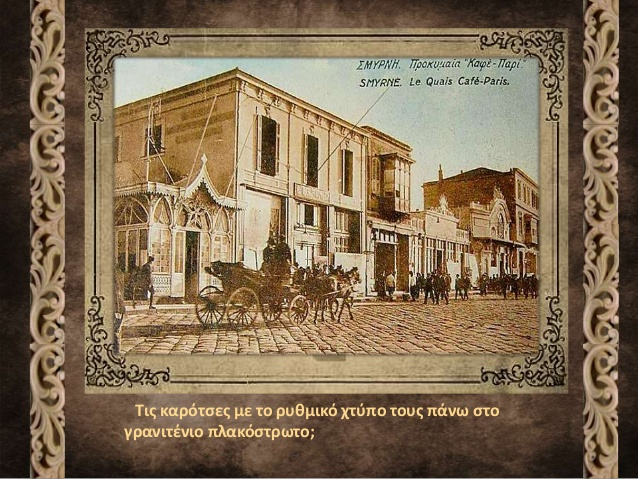 ΣΜΥΡΝΗ. Προκυμαία "Καφέ-Παρί."
SMYRNE. Le Quais Café-Paris.
Τις καρότσες με το ρυθμικό χτύπο τους πάνω στο
γρανιτένιο πλακόστρωτο;